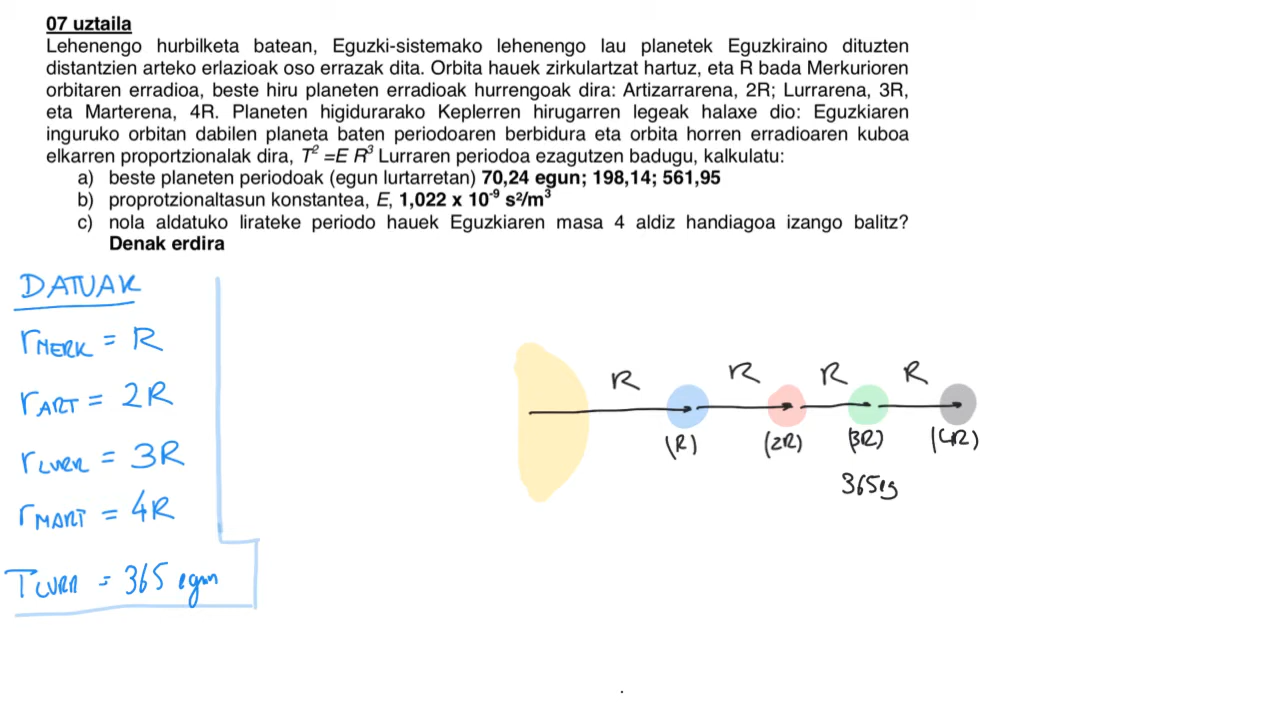 07 uztaila
Lehenengo hurbilketa batean, Eguzki-sistemako lehenengo lau planetek Eguzkiraino dituzten
distantzien arteko erlazioak oso errazak dita. Orbita hauek zirkulartzat hartuz, eta R bada Merkurioren
orbitaren erradioa, beste hiru planeten erradioak hurrengoak dira: Artizarrarena, 2R; Lurrarena, 3R,
eta Marterena, 4R. Planeten higidurarako Keplerren hirugarren legeak halaxe dio: Eguzkiaren
inguruko orbitan dabilen planeta baten periodoaren berbidura eta orbita horren erradioaren kuboa
elkarren proportzionalak dira, T² =E R³ Lurraren periodoa ezagutzen badugu, kalkulatu:
a) beste planeten periodoak (egun lurtarretan) 70,24 egun; 198,14; 561,95
b) proprotzionaltasun konstantea, E, 1,022 x 10⁻⁹ s²/m³
c) nola aldatuko lirateke periodo hauek Eguzkiaren masa 4 aldiz handiagoa izango balitz?
Denak erdira
DATUAK
rMERK = R
rART = 2R
rLURR = 3R
rMART = 4R
TLURR = 365 egun
R R R R
(R) (2R) (3R) (4R)
365eg